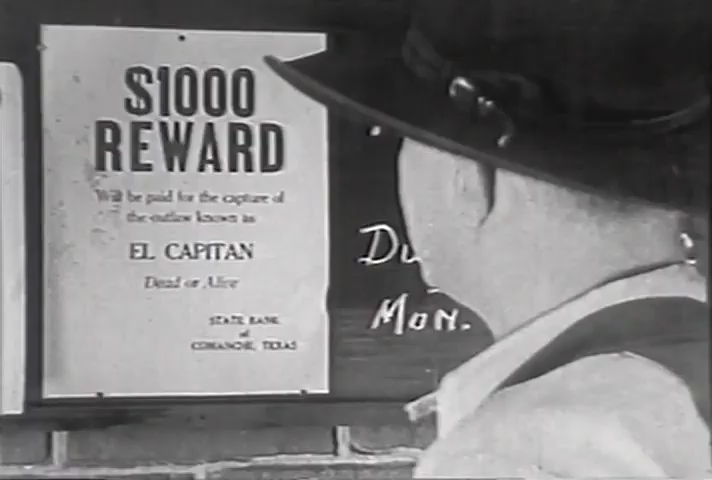 $1000
REWARD
Will be paid for the capture of
the outlaw known as
EL CAPITAN
Dead or Alive
STATE BANK
of
COMANCHE, TEXAS
Du
Mon.